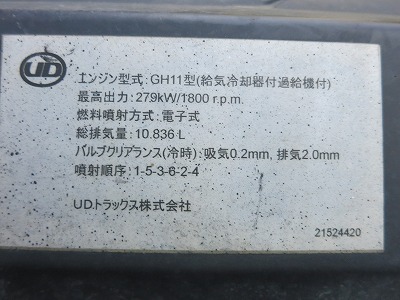 UD
エンジン型式:GH11型(給気冷却器付過給機付)
最高出力:279kW/1800 r.p.m.
燃料噴射方式:電子式
総排気量:10.836 L
バルブクリアランス(冷時):吸気0.2mm, 排気2.0mm
噴射順序:1-5-3-6-2-4
UDトラックス株式会社
21524420